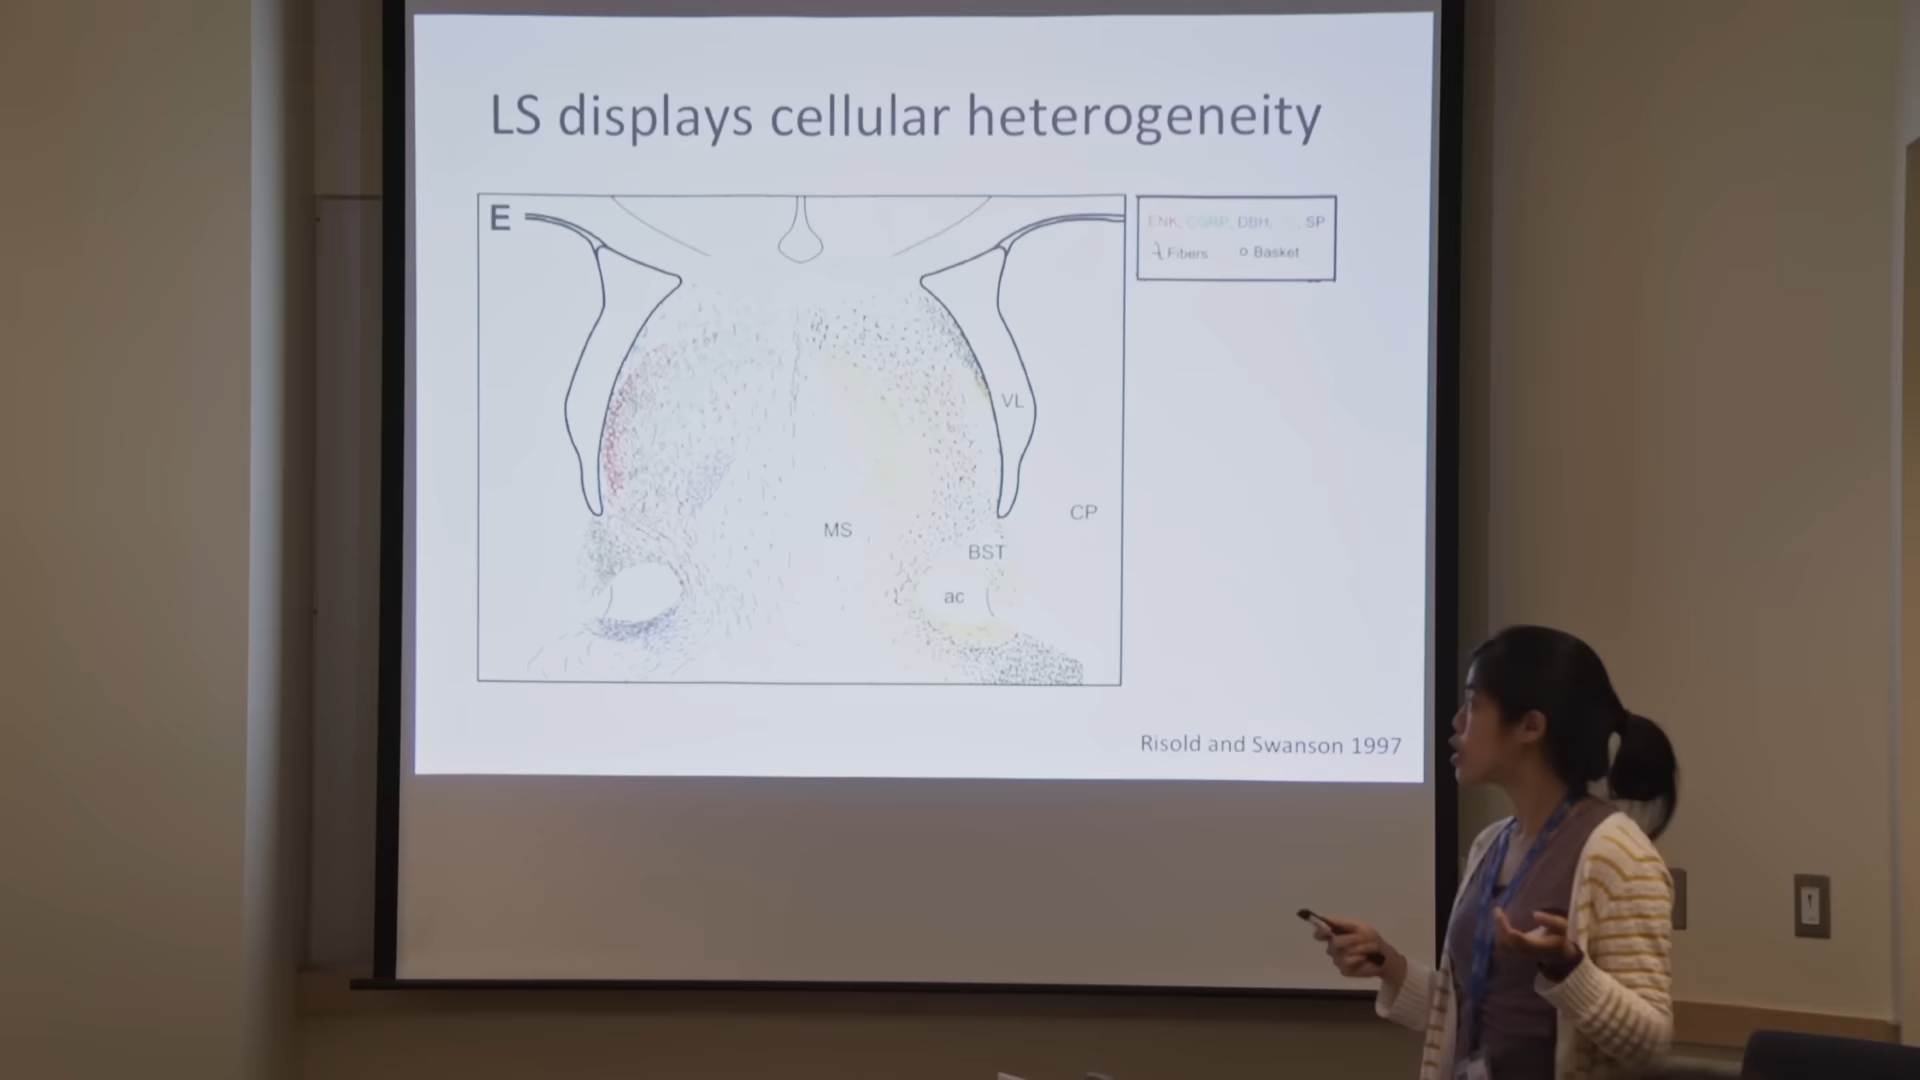 LS displays cellular heterogeneity
E
ENK, CGRP, DBH, , SP
Fibers Basket
VL
CP
MS
BST
ac
Risold and Swanson 1997